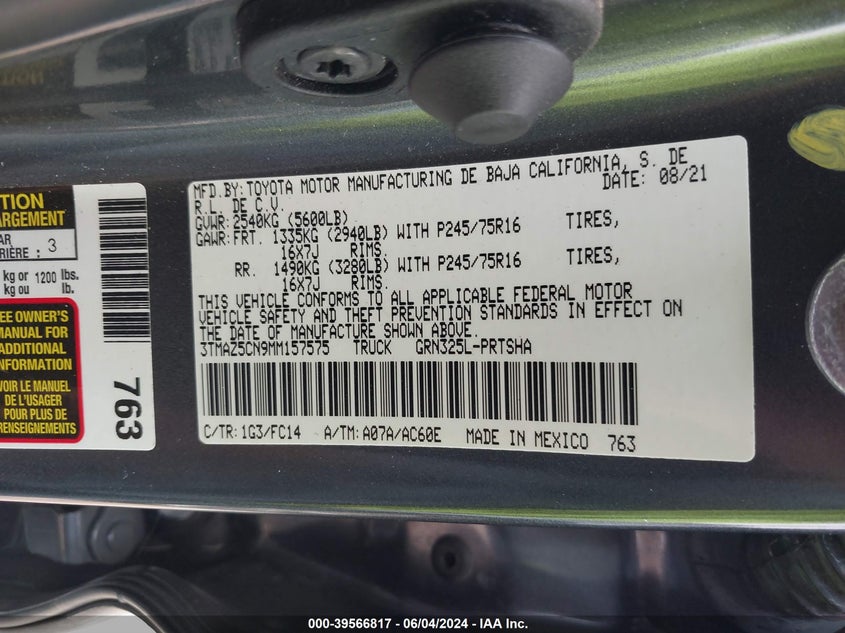 MFD. BY: TOYOTA MOTOR MANUFACTURING DE BAJA CALIFORNIA, S. DE
R.L. DE C.V. DATE: 08/21
GVWR: 2540KG (5600LB)
GAWR: FRT. 1335KG (2940LB) WITH P245/75R16 TIRES,
16X7J RIMS.
RR. 1490KG (3280LB) WITH P245/75R16 TIRES,
16X7J RIMS.
THIS VEHICLE CONFORMS TO ALL APPLICABLE FEDERAL MOTOR
VEHICLE SAFETY AND THEFT PREVENTION STANDARDS IN EFFECT ON
THE DATE OF MANUFACTURE SHOWN ABOVE.
3TMAZ5CN9MM157575 TRUCK GRN325L-PRTSHA
C/TR: 1G3/FC14 A/TM: A07A/AC60E MADE IN MEXICO 763
TION
ARGEMENT
AR
RIÈRE : 3
kg or 1200 lbs.
kg ou lb.
EE OWNER'S
MANUAL FOR
ADDITIONAL
INFORMATION
VOIR LE MANUEL
DE L'USAGER
POUR PLUS DE
RENSEIGNEMENTS
763
000-39566817 - 06/04/2024 - IAA Inc.